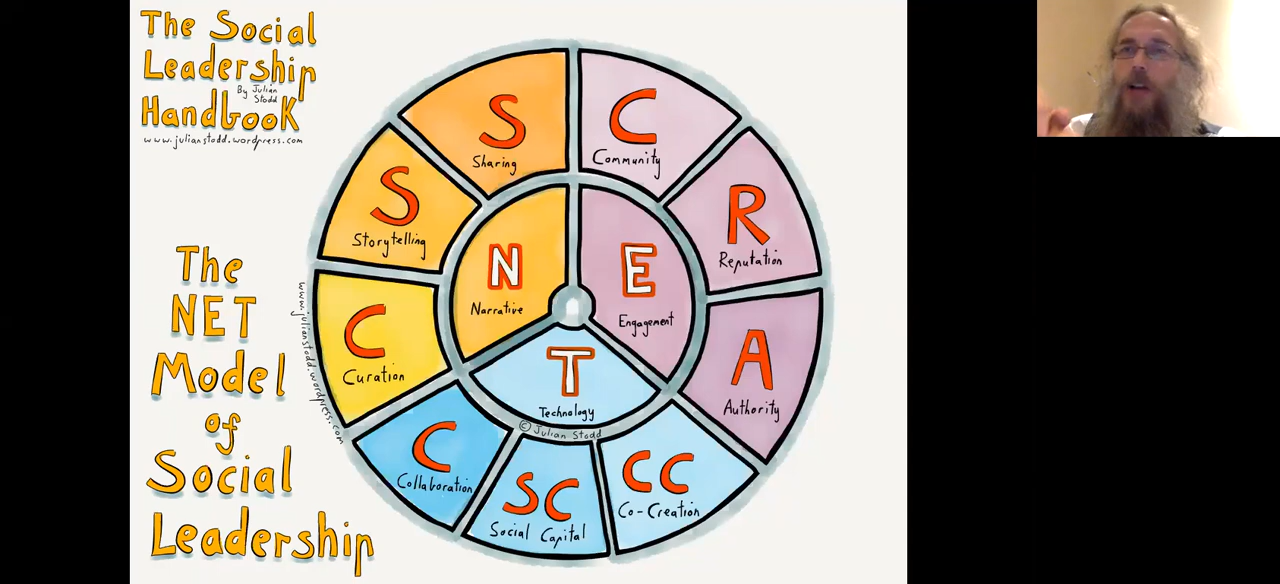 The Social
Leadership
By Julian
Stodd
Handbook
www.julianstodd.wordpress.com
The
NET
Model
of
Social
Leadership
S
Sharing
C
Community
R
Reputation
A
Authority
CC
Co-Creation
SC
Social Capital
C
Collaboration
C
Curation
S
Storytelling
N
Narrative
E
Engagement
T
Technology
© Julian Stodd
www.julianstodd.wordpress.com